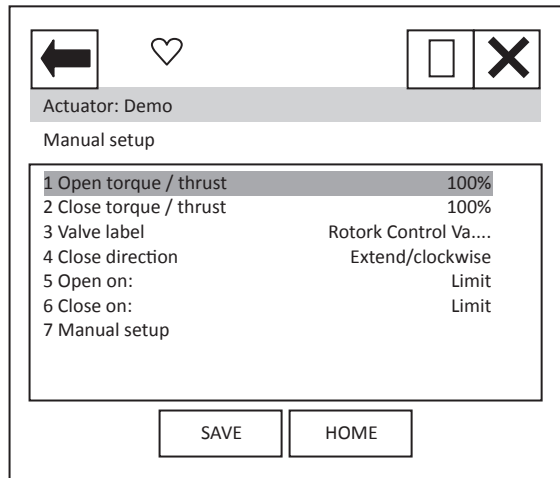 Actuator: Demo
Manual setup
1 Open torque / thrust 100%
2 Close torque / thrust 100%
3 Valve label Rotork Control Va....
4 Close direction Extend/clockwise
5 Open on: Limit
6 Close on: Limit
7 Manual setup
SAVE HOME